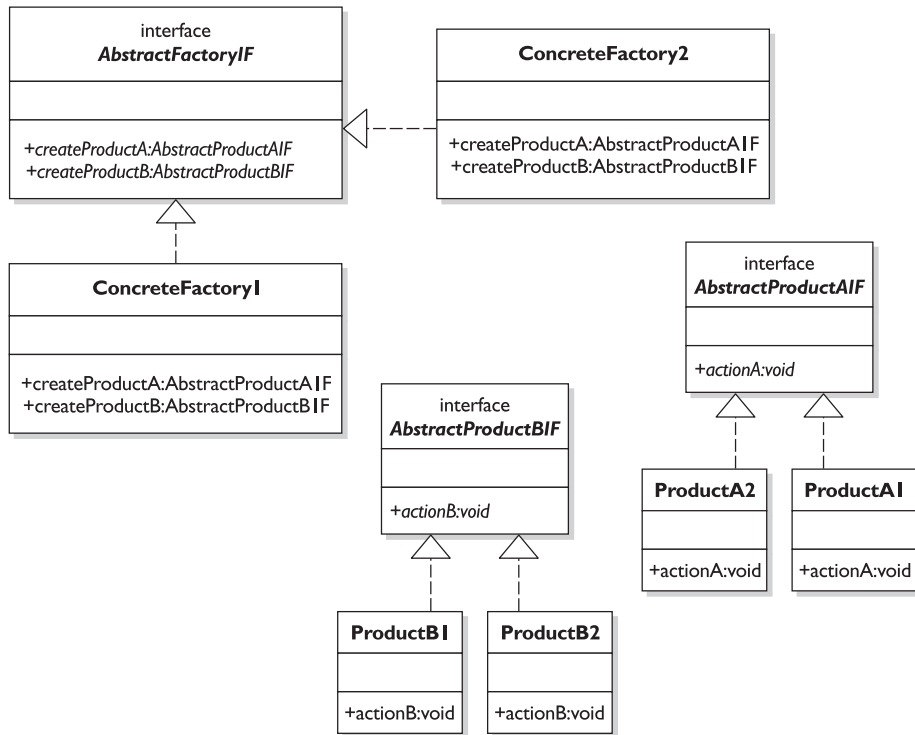 interface
AbstractFactoryIF
+createProductA:AbstractProductAIF
+createProductB:AbstractProductBIF
ConcreteFactory2
+createProductA:AbstractProductAIF
+createProductB:AbstractProductBIF
ConcreteFactory1
+createProductA:AbstractProductAIF
+createProductB:AbstractProductBIF
interface
AbstractProductAIF
+actionA:void
interface
AbstractProductBIF
+actionB:void
ProductA2
+actionA:void
ProductA1
+actionA:void
ProductB1
+actionB:void
ProductB2
+actionB:void